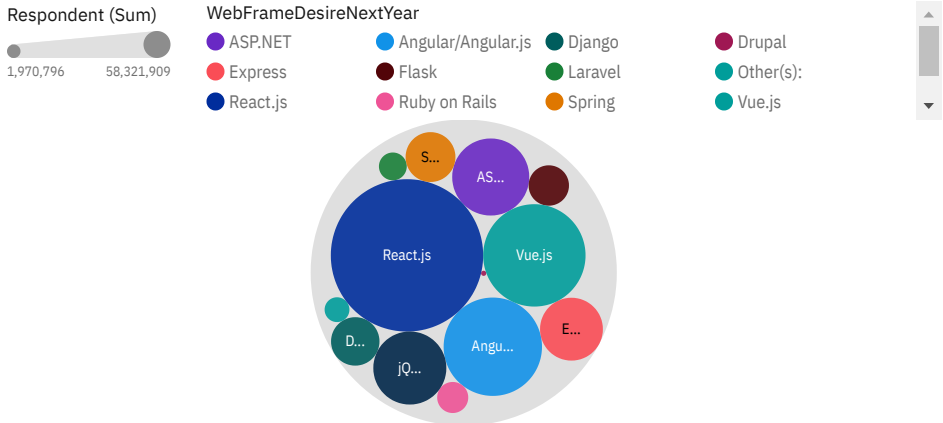 Respondent (Sum)
1,970,796 58,321,909
WebFrameDesireNextYear
ASP.NET Angular/Angular.js Django Drupal
Express Flask Laravel Other(s):
React.js Ruby on Rails Spring Vue.js
S...
AS...
React.js
Vue.js
E...
D...
Angu...
jQ...